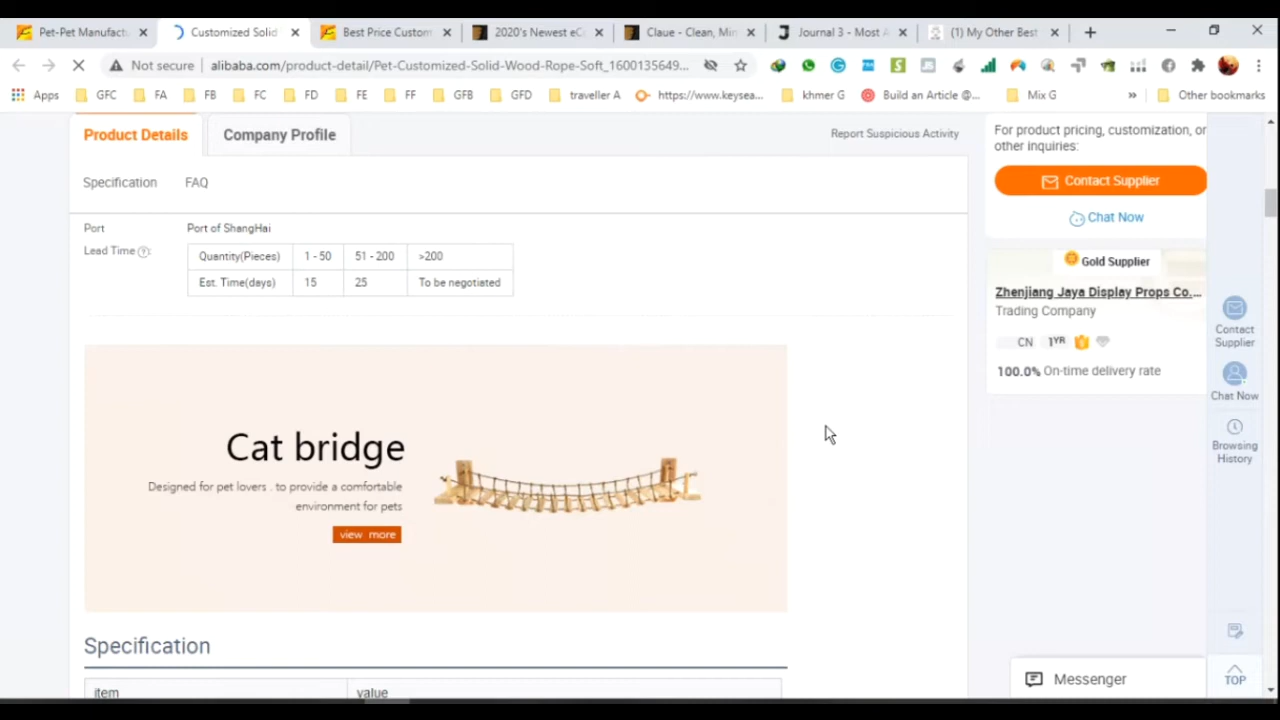 Pet-Pet Manufactu
Customized Solid
Best Price Custom
2020's Newest eC
Claue - Clean, Min
Journal 3 - Most A
(1) My Other Best
Not secure
alibaba.com/product-detail/Pet-Customized-Solid-Wood-Rope-Soft_1600135649...
Apps
GFC
FA
FB
FC
FD
FE
FF
GFB
GFD
traveller A
https://www.keysea...
khmer G
Build an Article @...
Mix G
Other bookmarks
Product Details
Company Profile
Report Suspicious Activity
Specification
FAQ
Port
Port of ShangHai
Lead Time
Quantity(Pieces) 1 - 50 51 - 200 >200
Est. Time(days) 15 25 To be negotiated
Cat bridge
Designed for pet lovers . to provide a comfortable
environment for pets
view more
Specification
item value
For product pricing, customization, or
other inquiries:
Contact Supplier
Chat Now
Gold Supplier
Zhenjiang Jaya Display Props Co....
Trading Company
CN 1YR
100.0% On-time delivery rate
Contact
Supplier
Chat Now
Browsing
History
Messenger
TOP